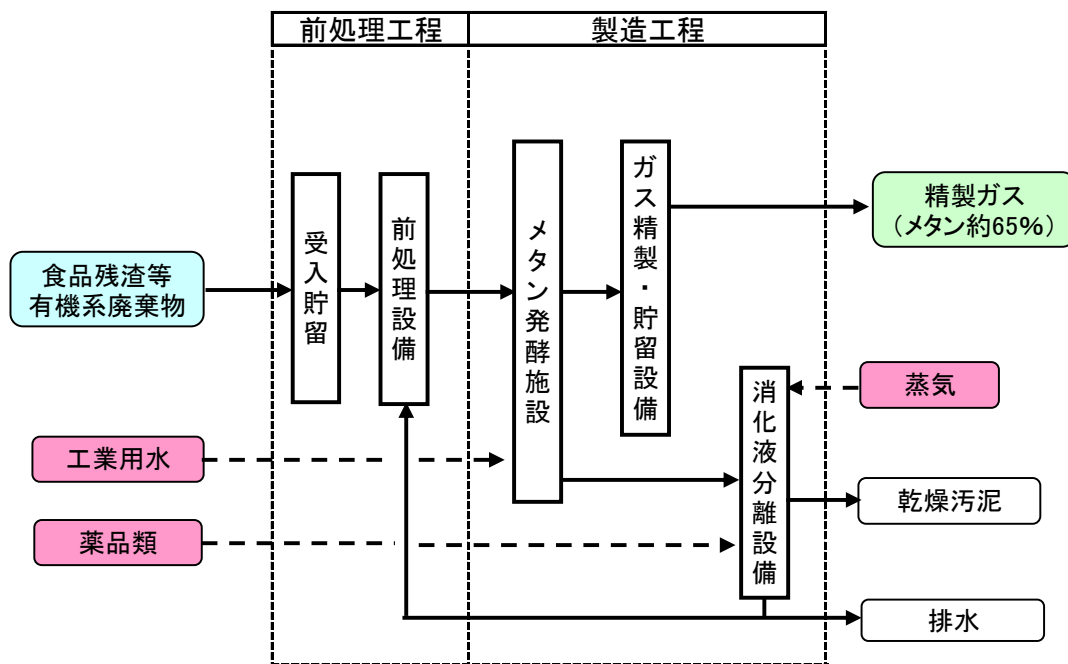 前処理工程
製造工程
食品残渣等
有機系廃棄物
受入貯留
前処理設備
メタン発酵施設
ガス精製・貯留設備
精製ガス
（メタン約65%）
工業用水
薬品類
消化液分離設備
蒸気
乾燥汚泥
排水